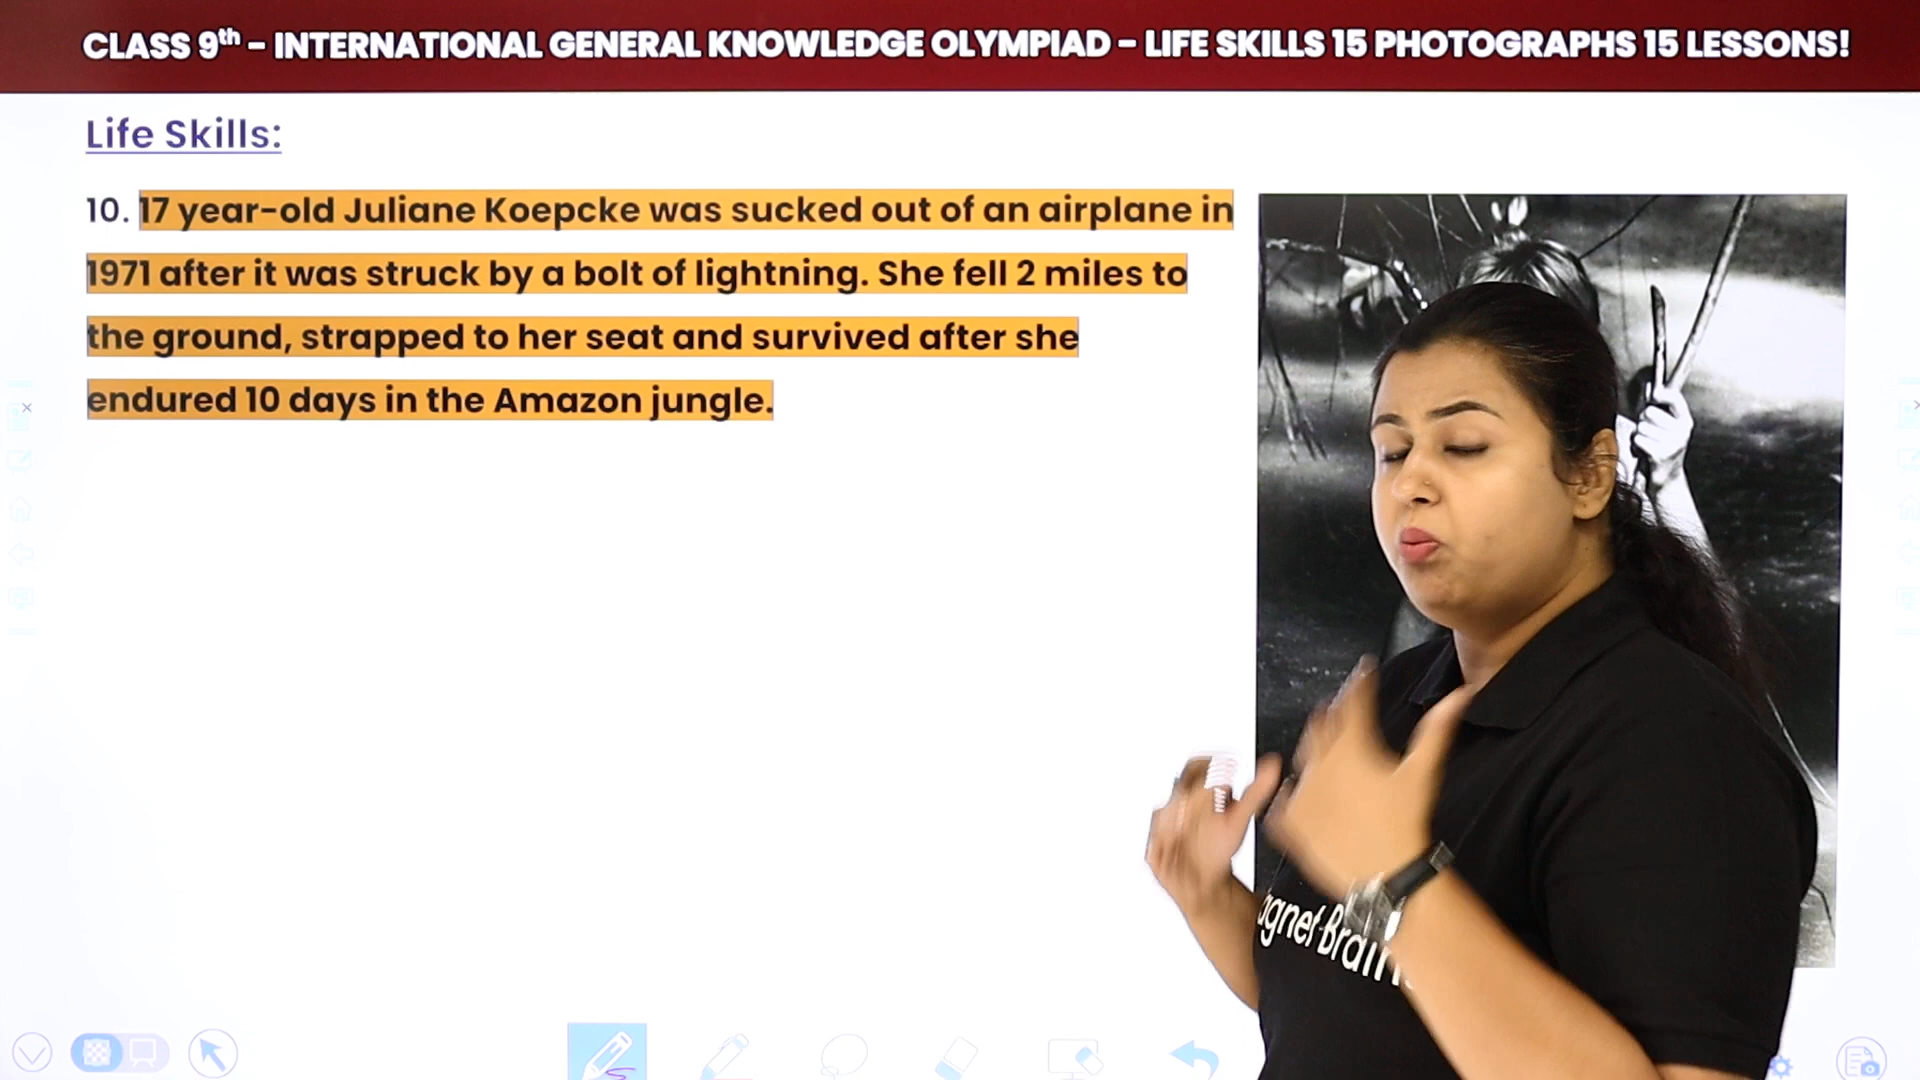 CLASS 9th – INTERNATIONAL GENERAL KNOWLEDGE OLYMPIAD – LIFE SKILLS 15 PHOTOGRAPHS 15 LESSONS!
Life Skills:
10. 17 year-old Juliane Koepcke was sucked out of an airplane in
1971 after it was struck by a bolt of lightning. She fell 2 miles to
the ground, strapped to her seat and survived after she
endured 10 days in the Amazon jungle.
agnet Brain